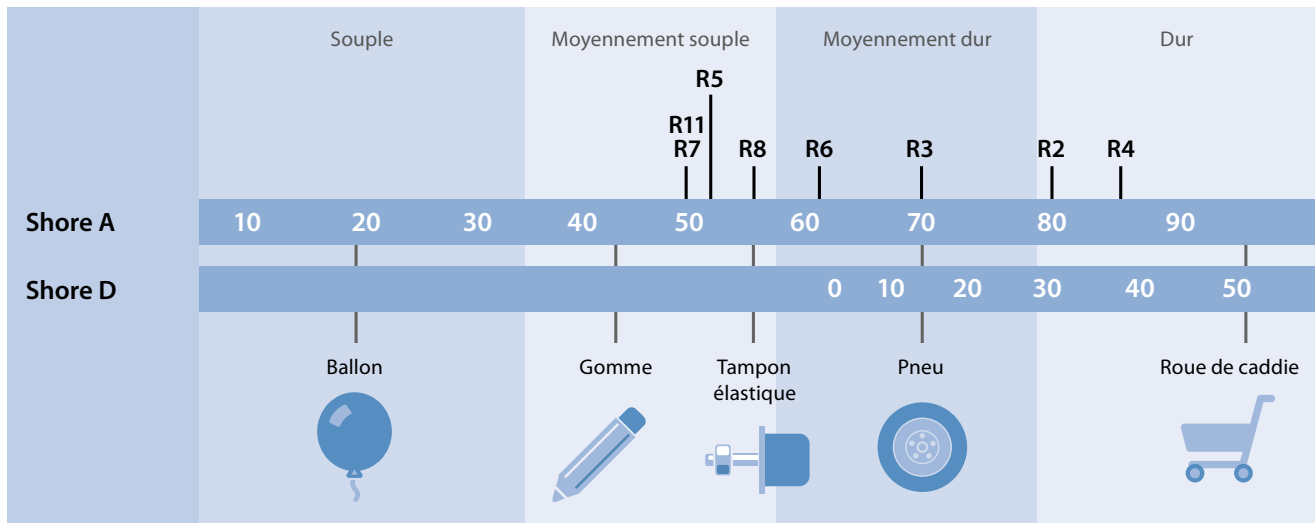 Souple Moyennement souple Moyennement dur Dur
R5
R11
R7 R8 R6 R3 R2 R4
Shore A 10 20 30 40 50 60 70 80 90
Shore D 0 10 20 30 40 50
Ballon Gomme Tampon Pneu Roue de caddie
élastique